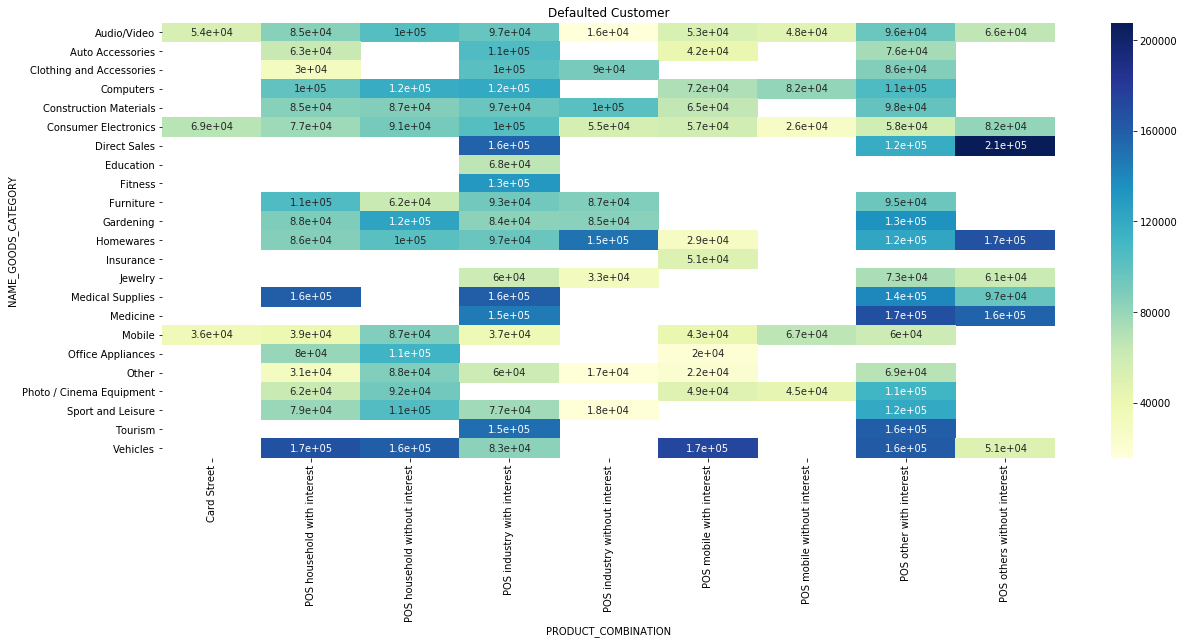 Defaulted Customer
NAME_GOODS_CATEGORY
Audio/Video 5.4e+04 8.5e+04 1e+05 9.7e+04 1.6e+04 5.3e+04 4.8e+04 9.6e+04 6.6e+04
Auto Accessories 6.3e+04 1.1e+05 4.2e+04 7.6e+04
Clothing and Accessories 3e+04 1e+05 9e+04 8.6e+04
Computers 1e+05 1.2e+05 1.2e+05 7.2e+04 8.2e+04 1.1e+05
Construction Materials 8.5e+04 8.7e+04 9.7e+04 1e+05 6.5e+04 9.8e+04
Consumer Electronics 6.9e+04 7.7e+04 9.1e+04 1e+05 5.5e+04 5.7e+04 2.6e+04 5.8e+04 8.2e+04
Direct Sales 1.6e+05 1.2e+05 2.1e+05
Education 6.8e+04
Fitness 1.3e+05
Furniture 1.1e+05 6.2e+04 9.3e+04 8.7e+04 9.5e+04
Gardening 8.8e+04 1.2e+05 8.4e+04 8.5e+04 1.3e+05
Homewares 8.6e+04 1e+05 9.7e+04 1.5e+05 2.9e+04 1.2e+05 1.7e+05
Insurance 5.1e+04
Jewelry 6e+04 3.3e+04 7.3e+04 6.1e+04
Medical Supplies 1.6e+05 1.6e+05 1.4e+05 9.7e+04
Medicine 1.5e+05 1.7e+05 1.6e+05
Mobile 3.6e+04 3.9e+04 8.7e+04 3.7e+04 4.3e+04 6.7e+04 6e+04
Office Appliances 8e+04 1.1e+05 2e+04
Other 3.1e+04 8.8e+04 6e+04 1.7e+04 2.2e+04 6.9e+04
Photo / Cinema Equipment 6.2e+04 9.2e+04 4.9e+04 4.5e+04 1.1e+05
Sport and Leisure 7.9e+04 1.1e+05 7.7e+04 1.8e+04 1.2e+05
Tourism 1.5e+05 1.6e+05
Vehicles 1.7e+05 1.6e+05 8.3e+04 1.7e+05 1.6e+05 5.1e+04
Card Street
POS household with interest
POS household without interest
POS industry with interest
POS industry without interest
POS mobile with interest
POS mobile without interest
POS other with interest
POS others without interest
PRODUCT_COMBINATION
200000
160000
120000
80000
40000